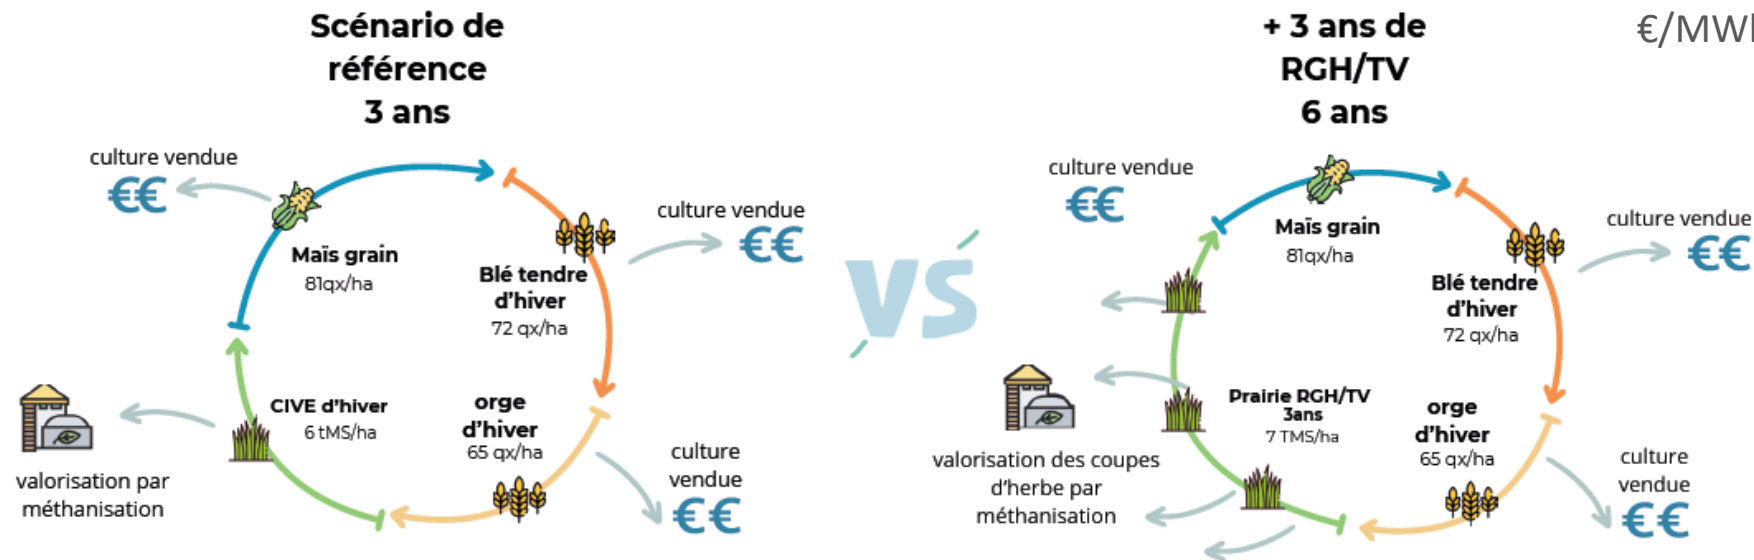 Scénario de
référence
3 ans
culture vendue
€€
Maïs grain
81qx/ha
culture vendue
€€
Blé tendre
d'hiver
72 qx/ha
CIVE d'hiver
6 tMS/ha
orge
d'hiver
65 qx/ha
valorisation par
méthanisation
culture
vendue
€€
VS
+ 3 ans de
RGH/TV
6 ans
€/MW
culture vendue
€€
Maïs grain
81qx/ha
culture vendue
€€
Blé tendre
d'hiver
72 qx/ha
Prairie RGH/TV
3ans
7 TMS/ha
orge
d'hiver
65 qx/ha
valorisation des coupes
d'herbe par
méthanisation
culture
vendue
€€